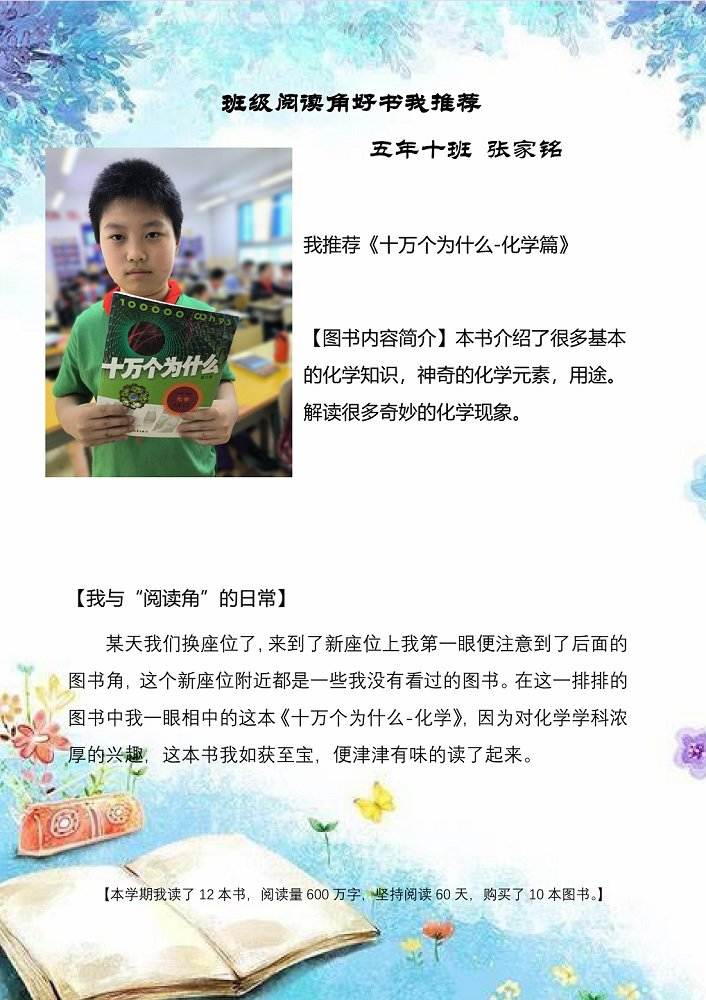 班级阅读角好书我推荐
五年十班 张家铭
我推荐《十万个为什么-化学篇》
100000
十万个为什么
【图书内容简介】本书介绍了很多基本
的化学知识，神奇的化学元素，用途。
解读很多奇妙的化学现象。
【我与“阅读角”的日常】
某天我们换座位了，来到了新座位上我第一眼便注意到了后面的
图书角，这个新座位附近都是一些我没有看过的图书。在这一排排的
图书中我一眼相中的这本《十万个为什么-化学》，因为对化学学科浓
厚的兴趣，这本书我如获至宝，便津津有味的读了起来。
【本学期我读了 12 本书，阅读量 600 万字，坚持阅读 60 天，购买了 10 本图书。】